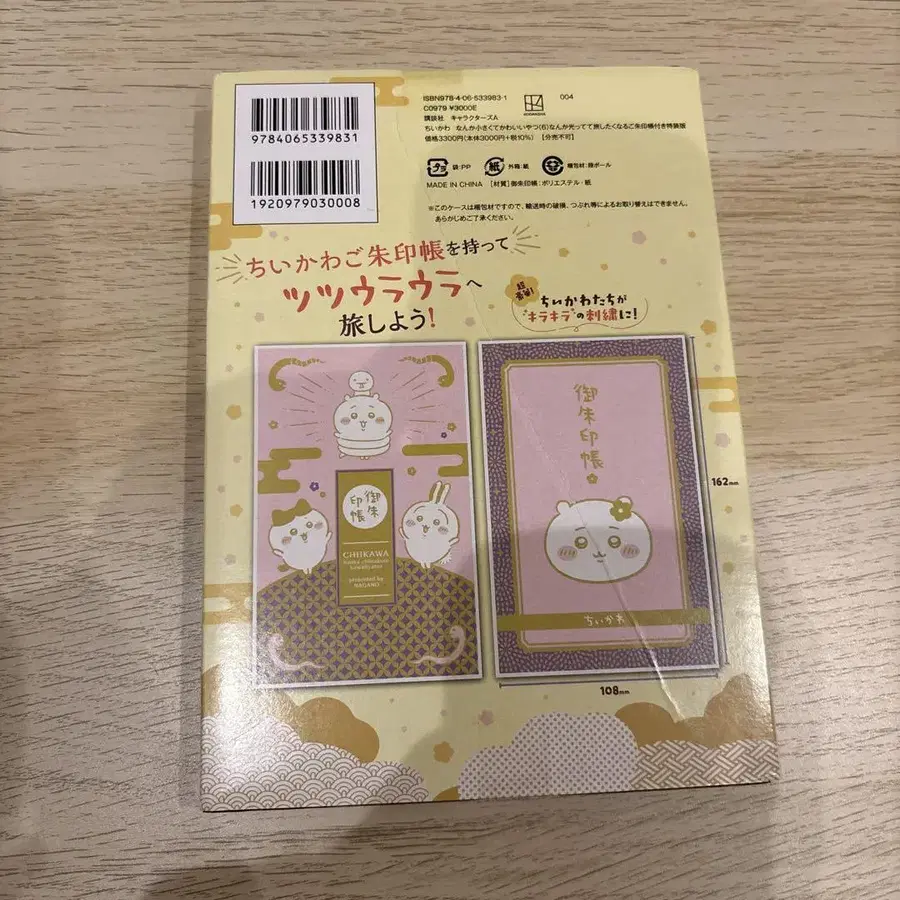 9784065339831
1920979030008
ISBN978-4-06-533983-1
C0979 ¥3000E
004
講談社　キャラクターズA
ちいかわ　なんか小さくてかわいいやつ(6)なんか光ってて旅したくなるご朱印帳付き特装版
価格3300円(本体3000円+税10%)　【分売不可】
プラ
袋:PP
紙
外箱:紙
梱包材:段ボール
MADE IN CHINA　[材質]御朱印帳:ポリエステル・紙
※このケースは梱包材ですので、輸送時の破損、つぶれ等によるお取り替えはできません。
あらかじめご了承ください。
ちいかわご朱印帳を持って
ツツウラウラへ
旅しよう!
超豪華!
ちいかわたちが
"キラキラ"の刺繍に!
御朱
印帳
CHIIKAWA
presented by
NAGANO
御朱印帳
ちいかわ
162mm
108mm